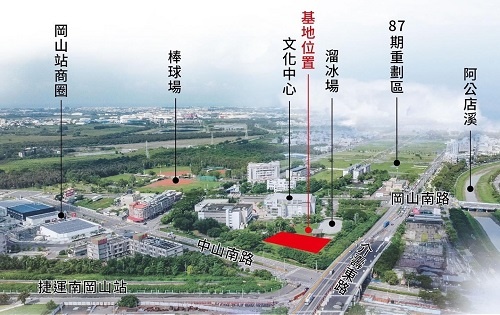 岡山站商圈
棒球場
文化中心
基地位置
溜冰場
87期重劃區
阿公店溪
岡山南路
中山南路
介壽東路
捷運南岡山站